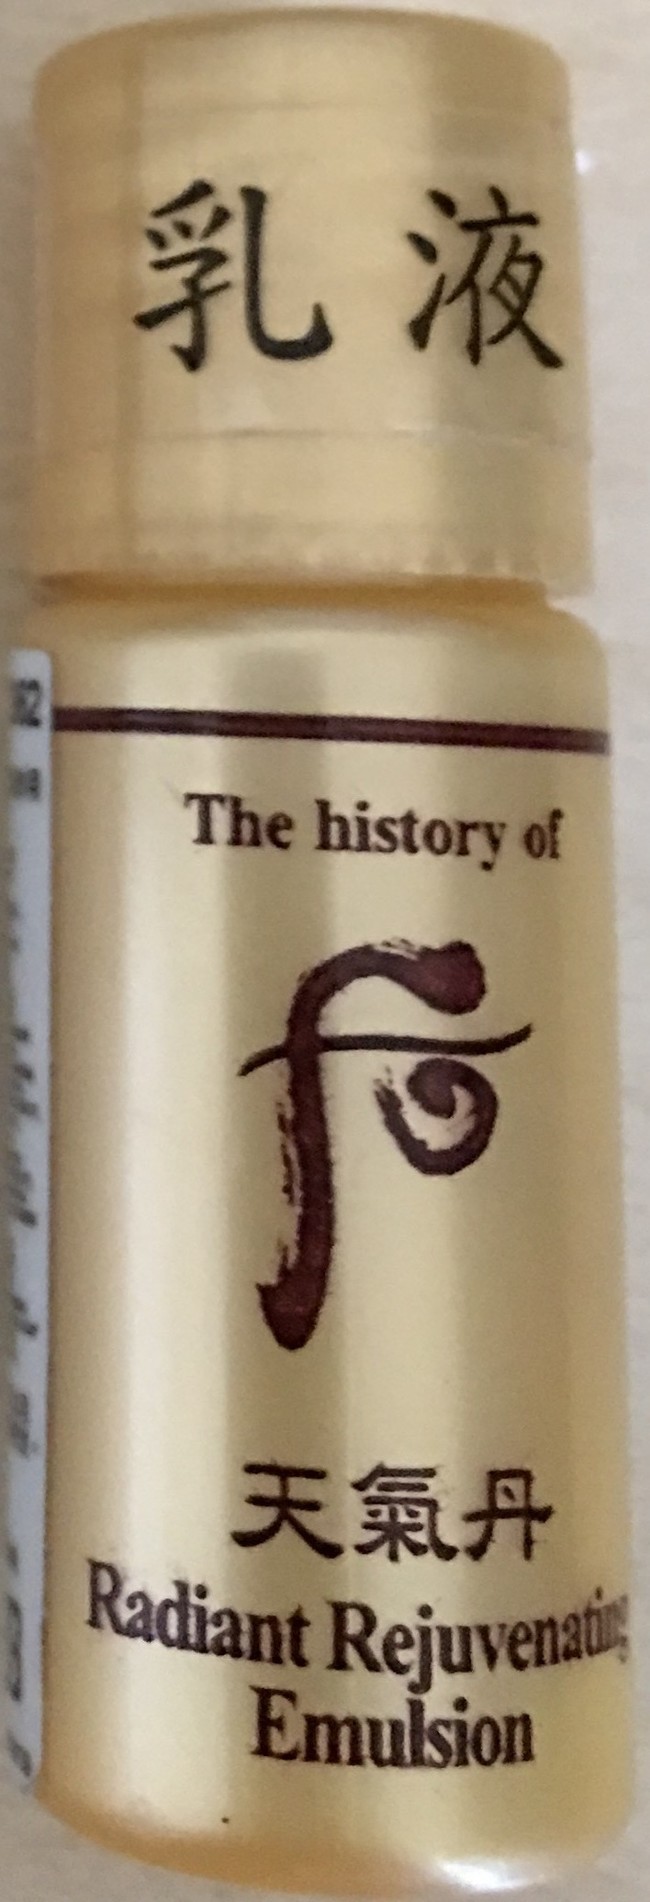 乳液
The history of
后
天氣丹
Radiant Rejuvenating
Emulsion